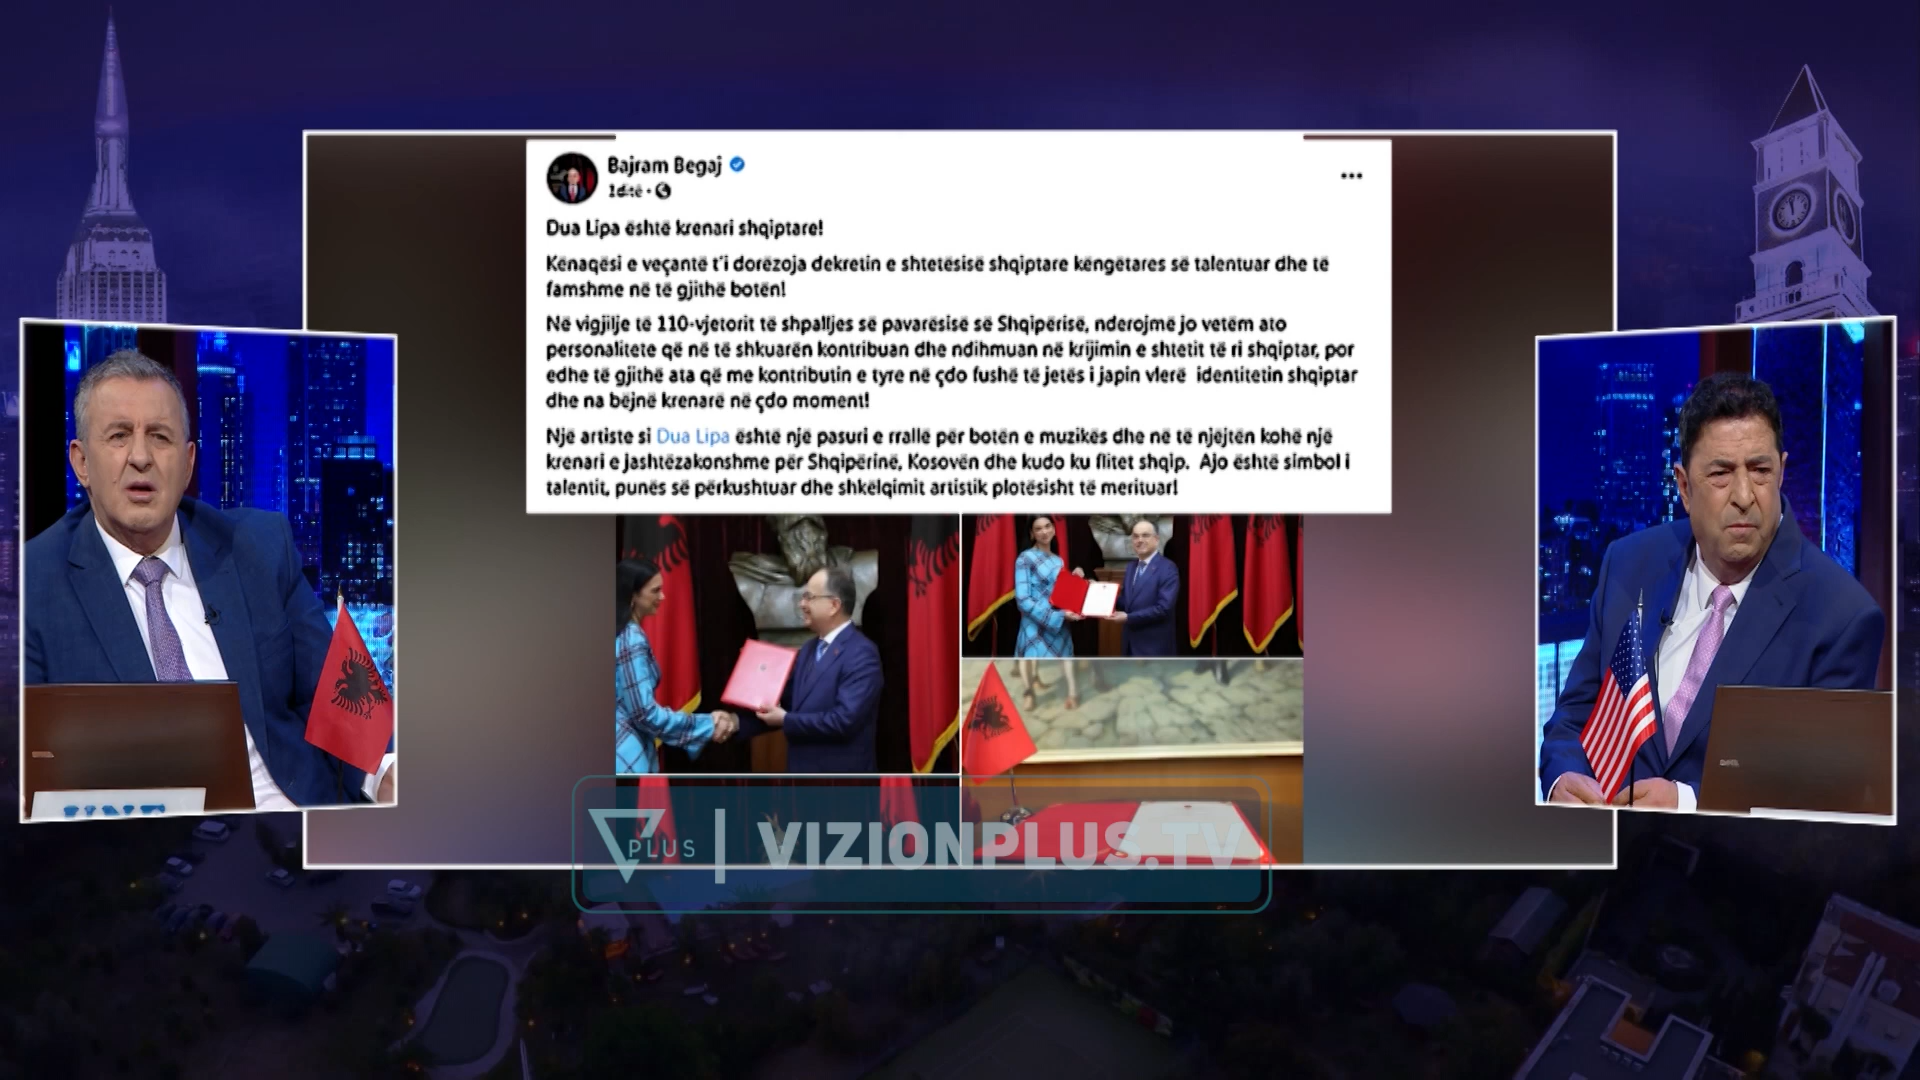 Bajram Begaj
1 ditë ·
Dua Lipa është krenari shqiptare!
Kënaqësi e veçantë t'i dorëzoja dekretin e shtetësisë shqiptare këngëtares së talentuar dhe të
famshme në të gjithë botën!
Në vigjilje të 110-vjetorit të shpalljes së pavarësisë së Shqipërisë, nderojmë jo vetëm ato
personalitete që në të shkuarën kontribuan dhe ndihmuan në krijimin e shtetit të ri shqiptar, por
edhe të gjithë ata që me kontributin e tyre në çdo fushë të jetës i japin vlerë identitetin shqiptar
dhe na bëjnë krenarë në çdo moment!
Një artiste si Dua Lipa është një pasuri e rrallë për botën e muzikës dhe në të njëjtën kohë një
krenari e jashtëzakonshme për Shqipërinë, Kosovën dhe kudo ku flitet shqip. Ajo është simbol i
talentit, punës së përkushtuar dhe shkëlqimit artistik plotësisht të merituar!
PLUS | VIZIONPLUS.TV
DELL